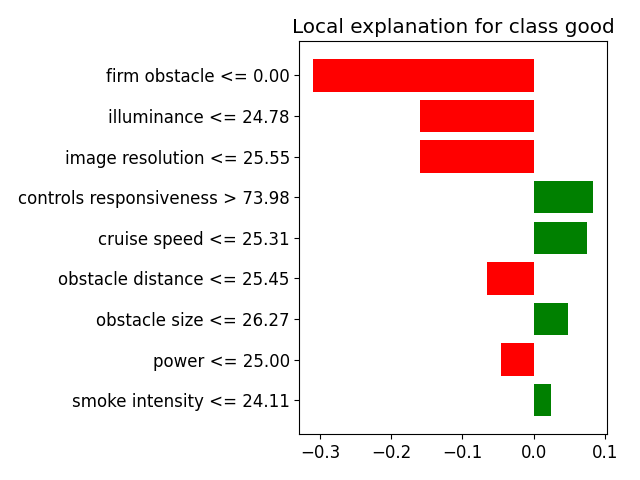 Local explanation for class good
firm obstacle <= 0.00
illuminance <= 24.78
image resolution <= 25.55
controls responsiveness > 73.98
cruise speed <= 25.31
obstacle distance <= 25.45
obstacle size <= 26.27
power <= 25.00
smoke intensity <= 24.11
−0.3 −0.2 −0.1 0.0 0.1